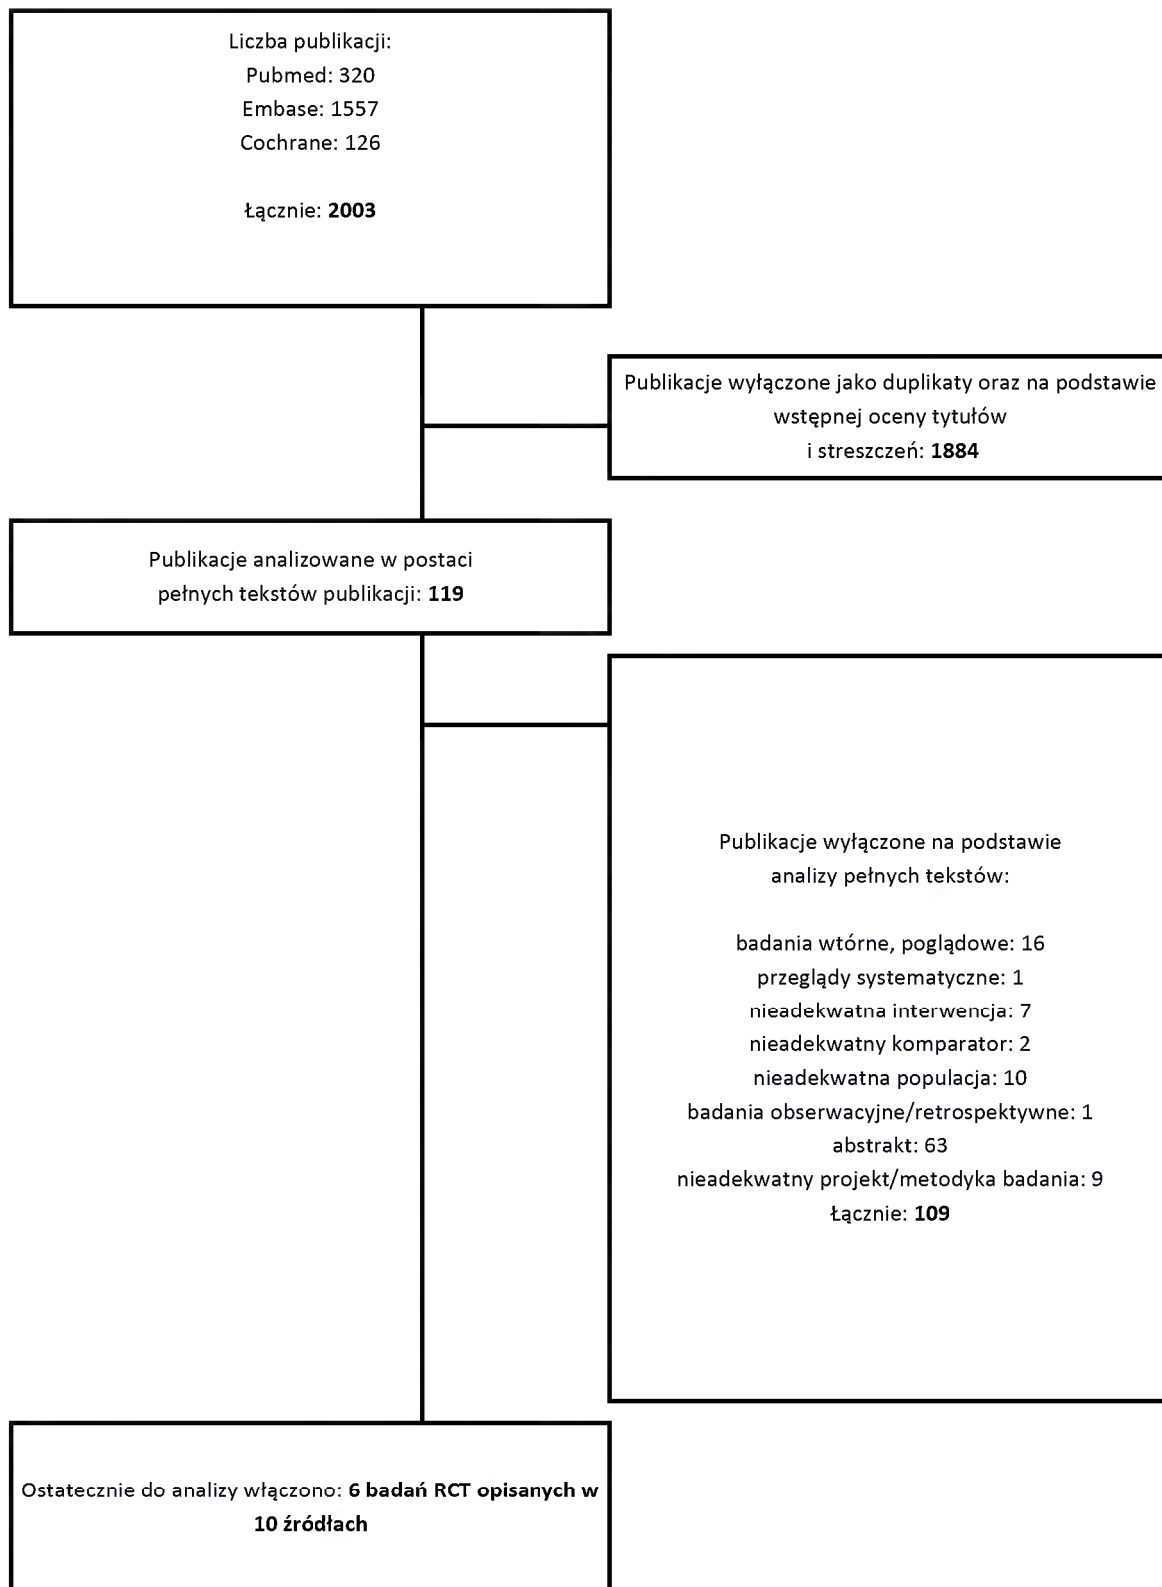 Liczba publikacji:
Pubmed: 320
Embase: 1557
Cochrane: 126
Łącznie: 2003
Publikacje wyłączone jako duplikaty oraz na podstawie
wstępnej oceny tytułów
i streszczeń: 1884
Publikacje analizowane w postaci
pełnych tekstów publikacji: 119
Publikacje wyłączone na podstawie
analizy pełnych tekstów:
badania wtórne, poglądowe: 16
przeglądy systematyczne: 1
nieadekwatna interwencja: 7
nieadekwatny komparator: 2
nieadekwatna populacja: 10
badania obserwacyjne/retrospektywne: 1
abstrakt: 63
nieadekwatny projekt/metodyka badania: 9
Łącznie: 109
Ostatecznie do analizy włączono: 6 badań RCT opisanych w
10 źródłach